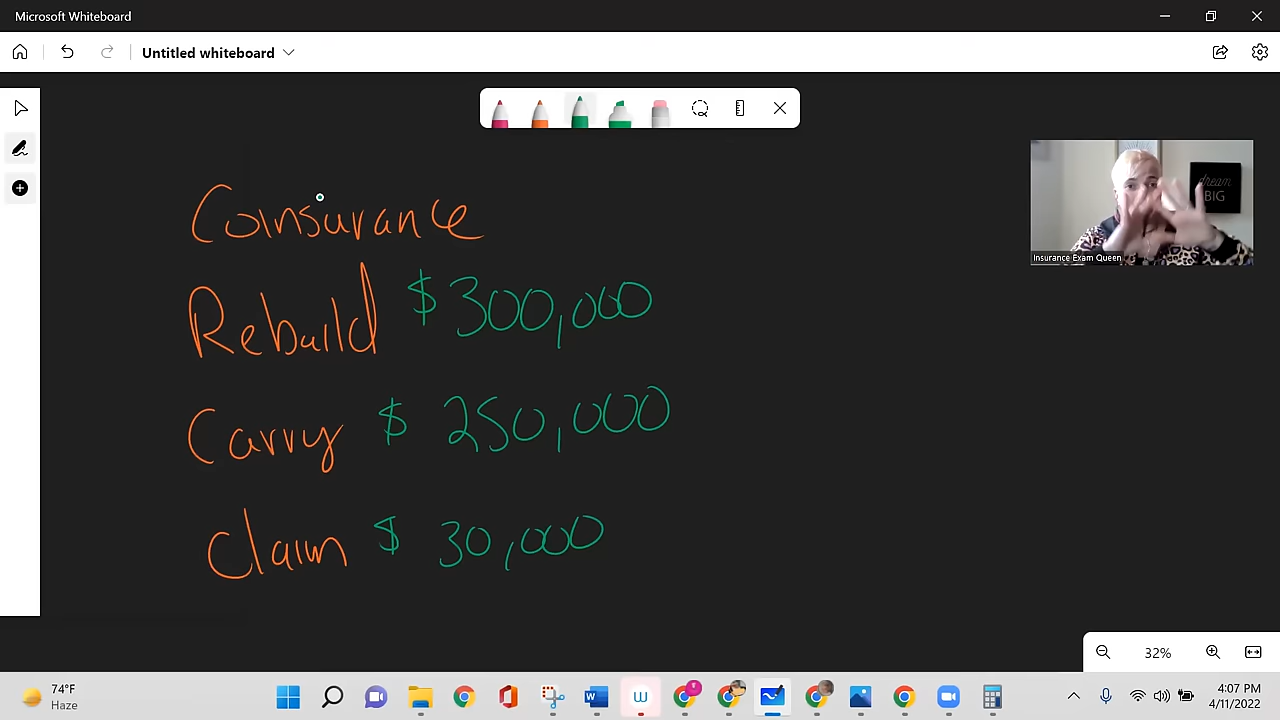 Microsoft Whiteboard
Untitled whiteboard
Coinsurance
dream
BIG
Insurance Exam Queen
Rebuild $300,000
Carry $ 250,000
Claim $ 30,000
32%
74°F
Haze
4:07 PM
4/11/2022